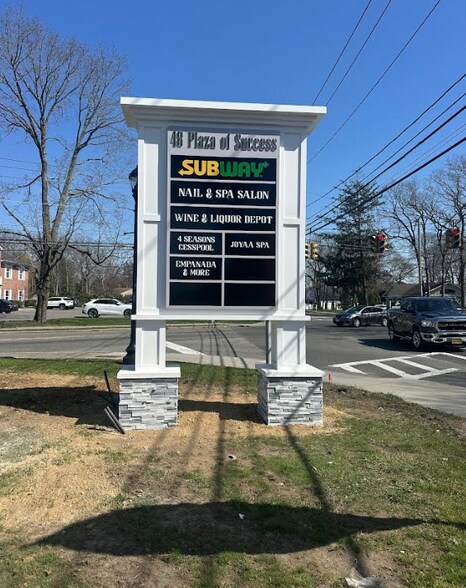 48 Plaza of Success
SUBWAY
NAIL & SPA SALON
WINE & LIQUOR DEPOT
4 SEASONS
CESSPOOL
JOYAA SPA
EMPANADA
& MORE